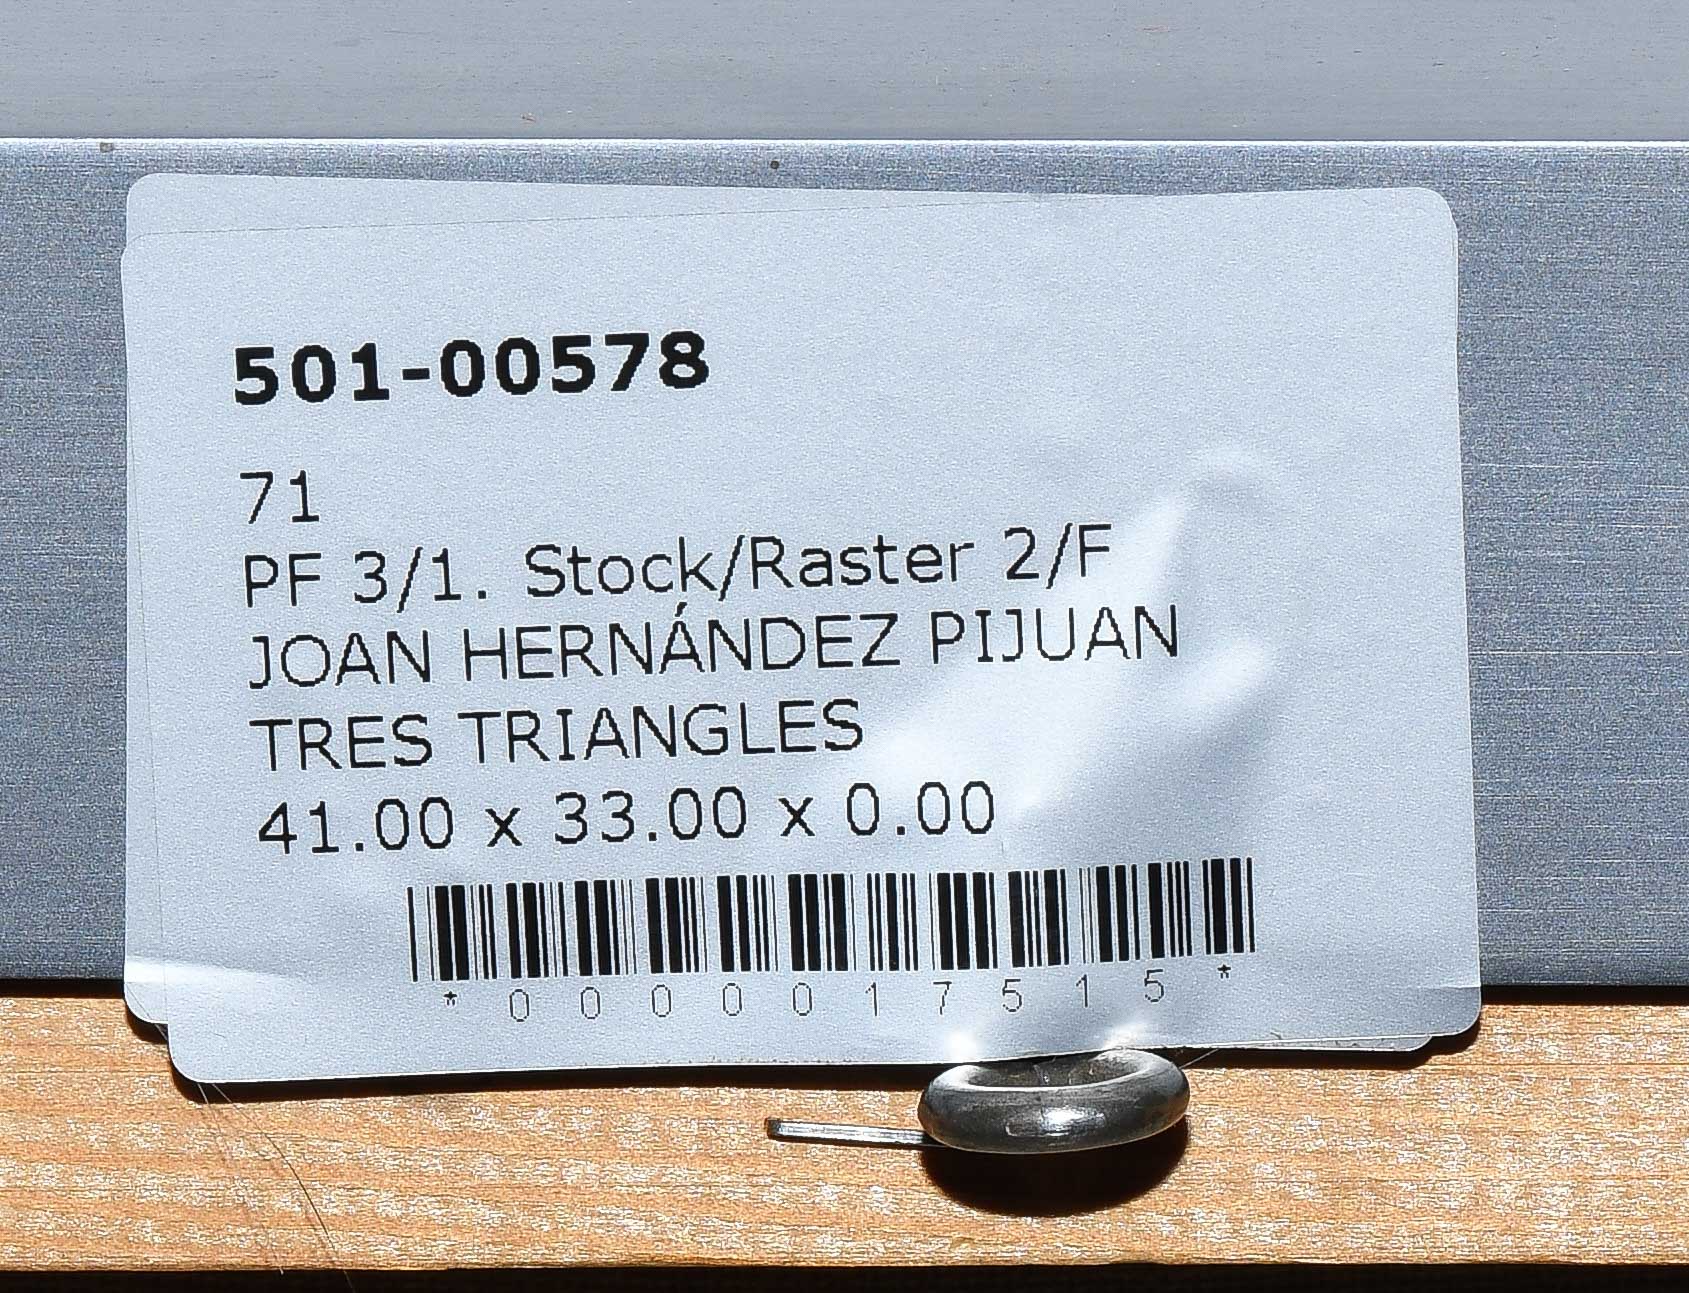 501-00578
71
PF 3/1. Stock/Raster 2/F
JOAN HERNÁNDEZ PIJUAN
TRES TRIANGLES
41.00 x 33.00 x 0.00
*0000017515*